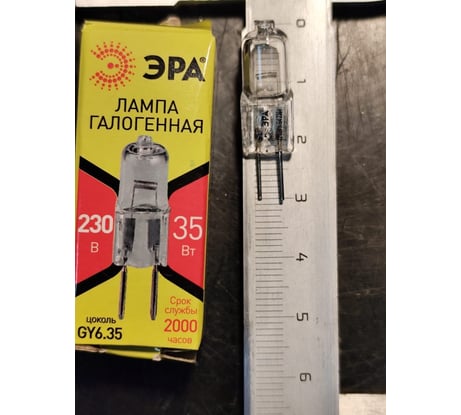 ЭРА
ЛАМПА
ГАЛОГЕННАЯ
230
В
35
Вт
Срок
службы
2000
часов
цоколь
GY6.35
ЭРА
0
1
2
3
4
5
6